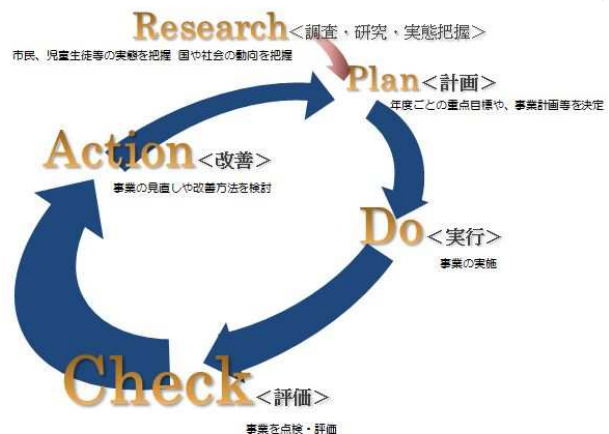 Research<調査・研究・実態把握>
市民、児童生徒等の実態を把握 国や社会の動向を把握
Plan<計画>
年度ごとの重点目標や、事業計画等を決定
Action<改善>
事業の見直しや改善方法を検討
Do<実行>
事業の実施
Check<評価>
事業を点検・評価